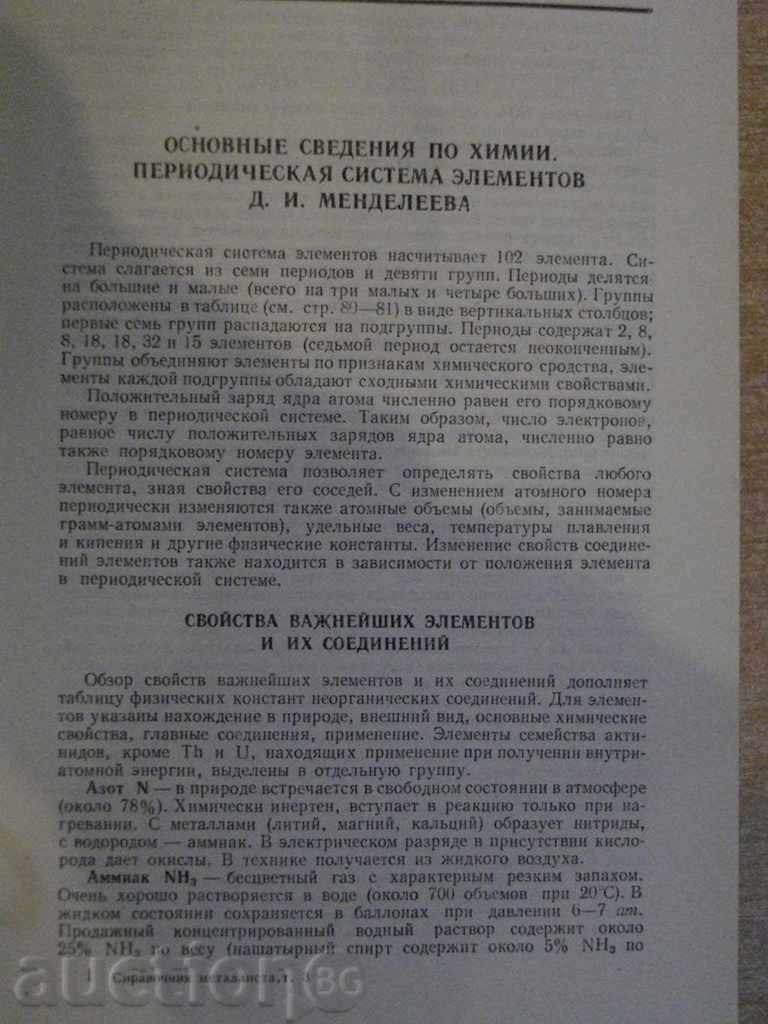 ОСНОВНЫЕ СВЕДЕНИЯ ПО ХИМИИ.
ПЕРИОДИЧЕСКАЯ СИСТЕМА ЭЛЕМЕНТОВ
Д. И. МЕНДЕЛЕЕВА
Периодическая система элементов насчитывает 102 элемента. Си-
стема слагается из семи периодов и девяти групп. Периоды делятся
на большие и малые (всего на три малых и четыре больших). Группы
расположены в таблице (см. стр. 80—81) в виде вертикальных столбцов;
первые семь групп распадаются на подгруппы. Периоды содержат 2, 8,
8, 18, 18, 32 и 15 элементов (седьмой период остается неоконченным).
Группы объединяют элементы по признакам химического сродства, эле-
менты каждой подгруппы обладают сходными химическими свойствами.
Положительный заряд ядра атома численно равен его порядковому
номеру в периодической системе. Таким образом, число электронов,
равное числу положительных зарядов ядра атома, численно равно
также порядковому номеру элемента.
Периодическая система позволяет определять свойства любого
элемента, зная свойства его соседей. С изменением атомного номера
периодически изменяются также атомные объемы (объемы, занимаемые
грамм-атомами элементов), удельные веса, температуры плавления
и кипения и другие физические константы. Изменение свойств соедине-
ний элементов также находится в зависимости от положения элемента
в периодической системе.
СВОЙСТВА ВАЖНЕЙШИХ ЭЛЕМЕНТОВ
И ИХ СОЕДИНЕНИЙ
Обзор свойств важнейших элементов и их соединений дополняет
таблицу физических констант неорганических соединений. Для элемен-
тов указаны нахождение в природе, внешний вид, основные химические
свойства, главные соединения, применение. Элементы семейства акти-
нидов, кроме Th и U, находящих применение при получении внутри-
атомной энергии, выделены в отдельную группу.
Азот N — в природе встречается в свободном состоянии в атмосфере
(около 78%). Химически инертен, вступает в реакцию только при на-
гревании. С металлами (литий, магний, кальций) образует нитриды,
с водородом — аммиак. В электрическом разряде в присутствии кисло-
рода дает окислы. В технике получается из жидкого воздуха.
Аммиак NH₃ — бесцветный газ с характерным резким запахом.
Очень хорошо растворяется в воде (около 700 объемов при 20°С). В
жидком состоянии сохраняется в баллонах при давлении 6—7 ат.
Продажный концентрированный водный раствор содержит около
25% NH₃ по весу (нашатырный спирт содержит около 5% NH₃ по
1 Справочник металлиста, т. 3
auctionBG